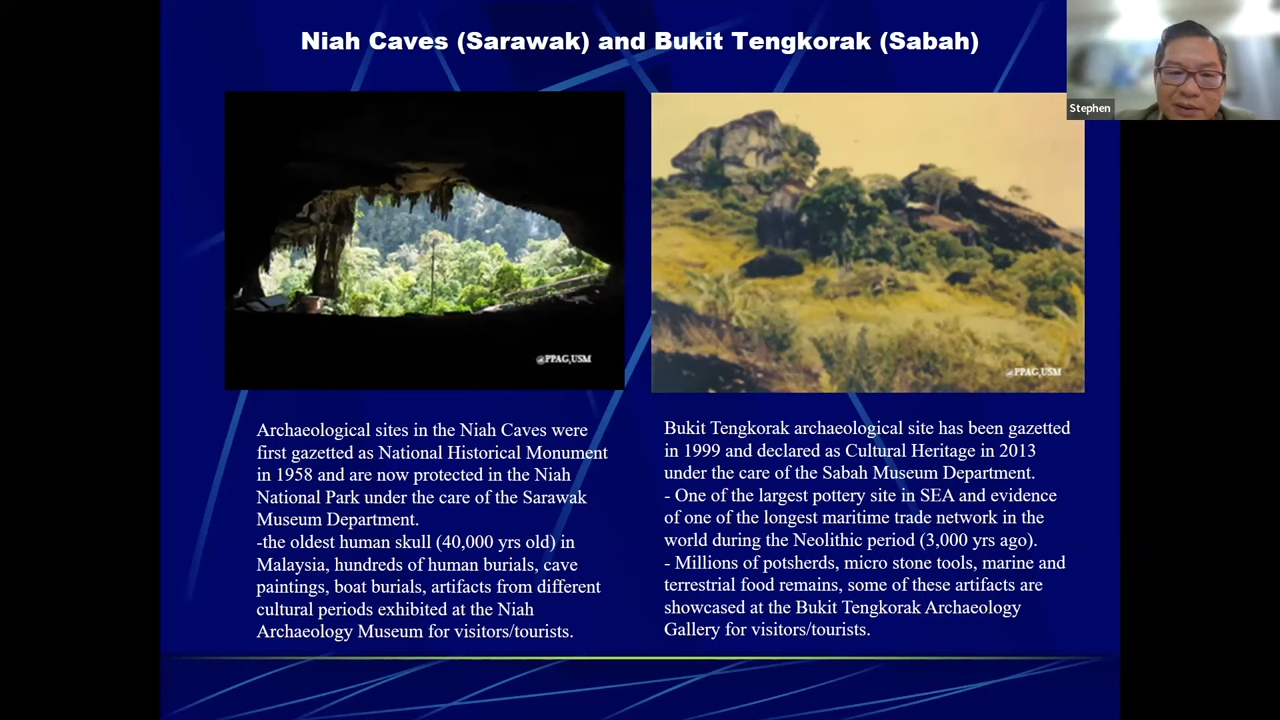 Niah Caves (Sarawak) and Bukit Tengkorak (Sabah)
Stephen
@PPAG,USM
@PPAG,USM
Archaeological sites in the Niah Caves were
first gazetted as National Historical Monument
in 1958 and are now protected in the Niah
National Park under the care of the Sarawak
Museum Department.
-the oldest human skull (40,000 yrs old) in
Malaysia, hundreds of human burials, cave
paintings, boat burials, artifacts from different
cultural periods exhibited at the Niah
Archaeology Museum for visitors/tourists.
Bukit Tengkorak archaeological site has been gazetted
in 1999 and declared as Cultural Heritage in 2013
under the care of the Sabah Museum Department.
- One of the largest pottery site in SEA and evidence
of one of the longest maritime trade network in the
world during the Neolithic period (3,000 yrs ago).
- Millions of potsherds, micro stone tools, marine and
terrestrial food remains, some of these artifacts are
showcased at the Bukit Tengkorak Archaeology
Gallery for visitors/tourists.